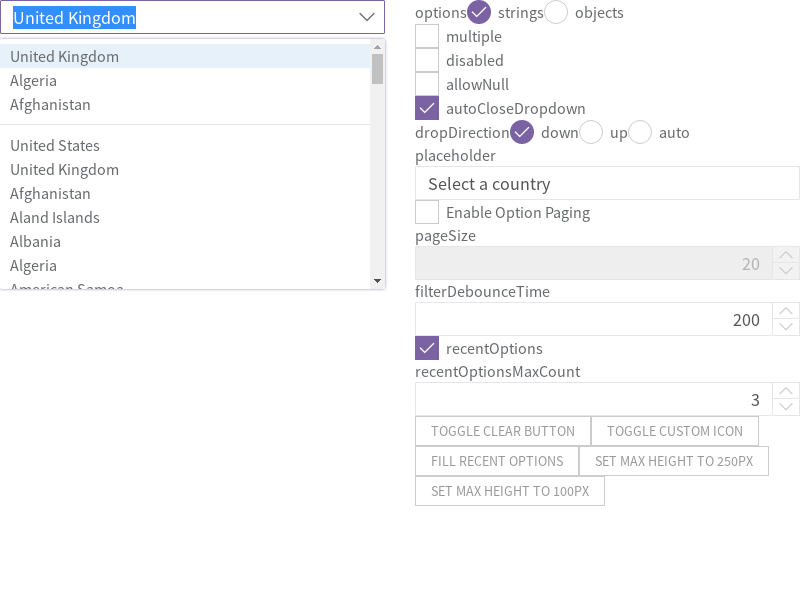 United Kingdom
United Kingdom
Algeria
Afghanistan
United States
United Kingdom
Afghanistan
Aland Islands
Albania
Algeria
American Samoa
options strings objects
multiple
disabled
allowNull
autoCloseDropdown
dropDirection down up auto
placeholder
Select a country
Enable Option Paging
pageSize
20
filterDebounceTime
200
recentOptions
recentOptionsMaxCount
3
TOGGLE CLEAR BUTTON TOGGLE CUSTOM ICON
FILL RECENT OPTIONS SET MAX HEIGHT TO 250PX
SET MAX HEIGHT TO 100PX